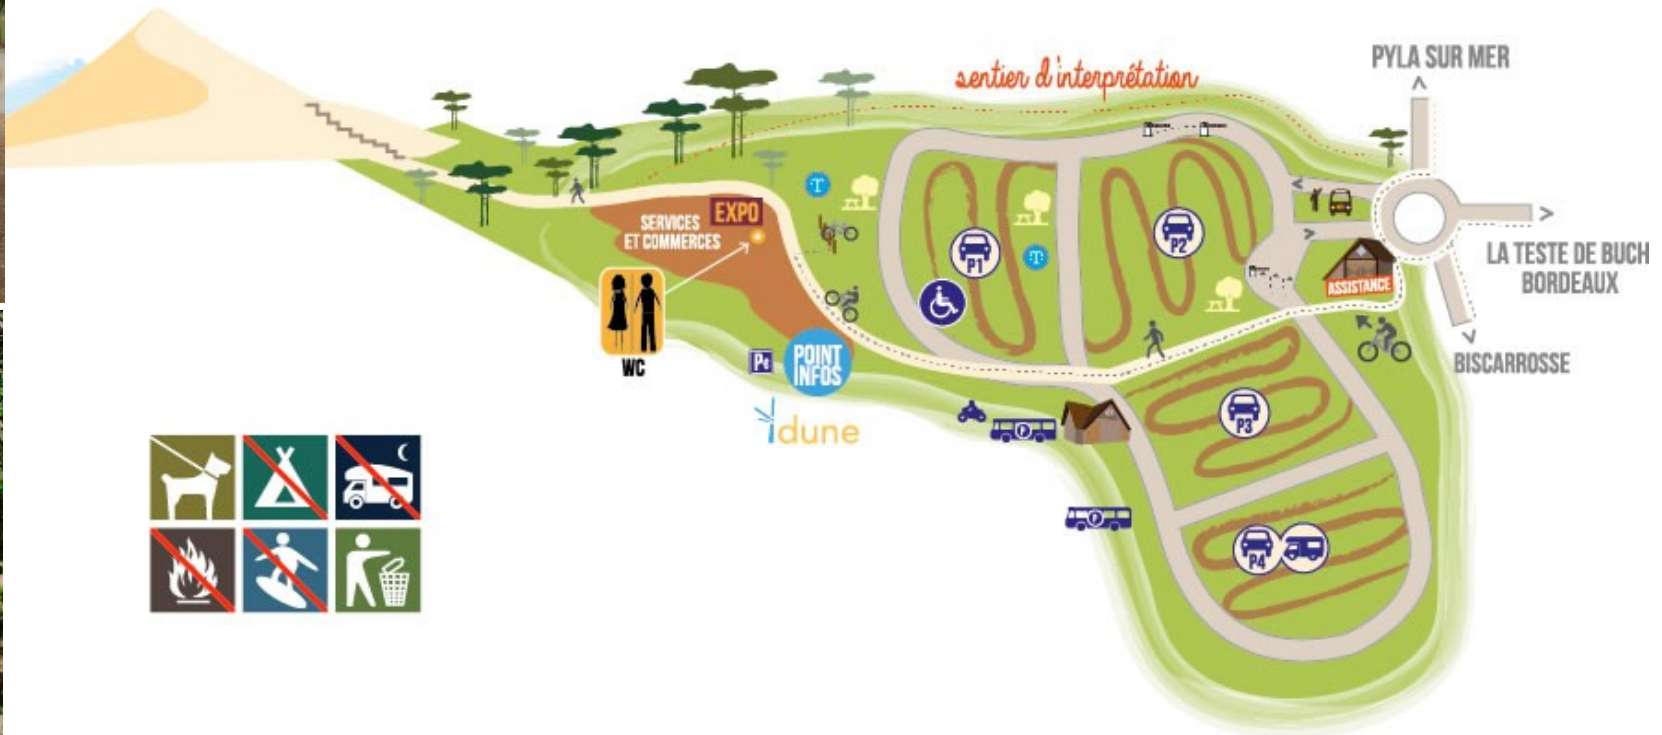 sentier d'interprétation
PYLA SUR MER
EXPO
SERVICES
ET COMMERCES
T
P1
T
P2
LA TESTE DE BUCH
BORDEAUX
ASSISTANCE
BISCARROSSE
WC
POINT
INFOS
dune
P
P
P3
P4